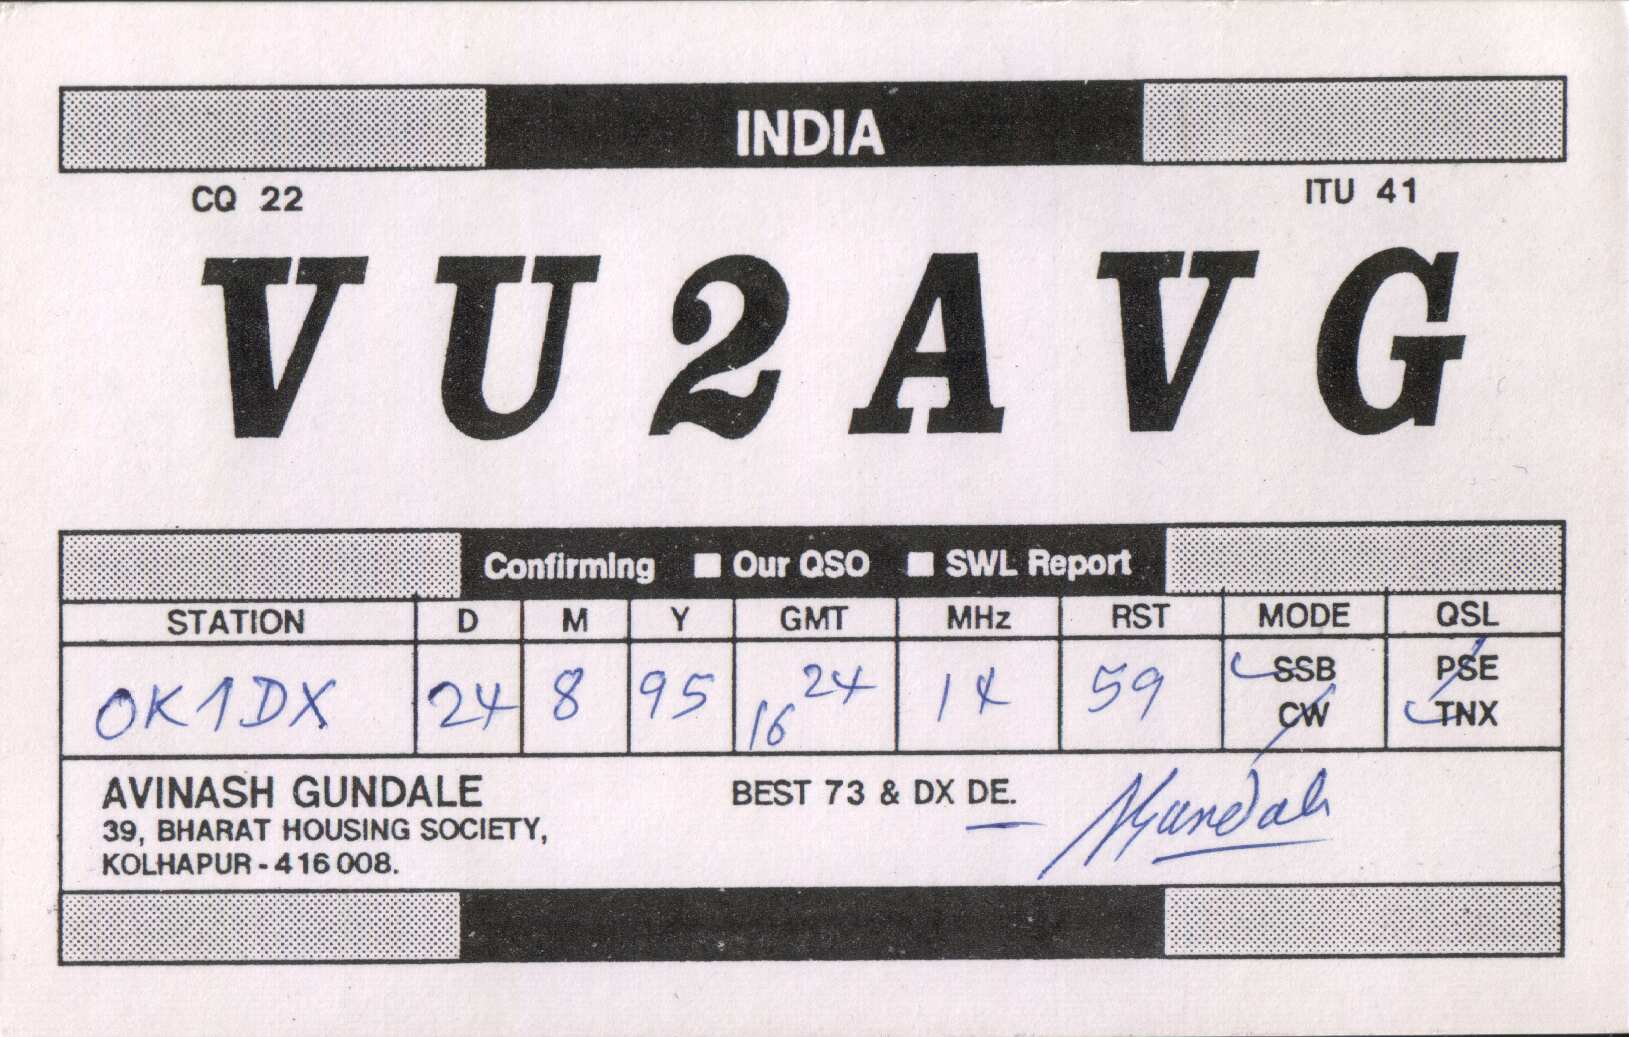 INDIA
CQ 22 ITU 41
VU2AVG
Confirming Our QSO SWL Report
STATION D M Y GMT MHz RST MODE QSL
OK1DX 24 8 95 16 24 14 59 SSB PSE
CW TNX
AVINASH GUNDALE BEST 73 & DX DE. AGundale
39, BHARAT HOUSING SOCIETY,
KOLHAPUR - 416 008.